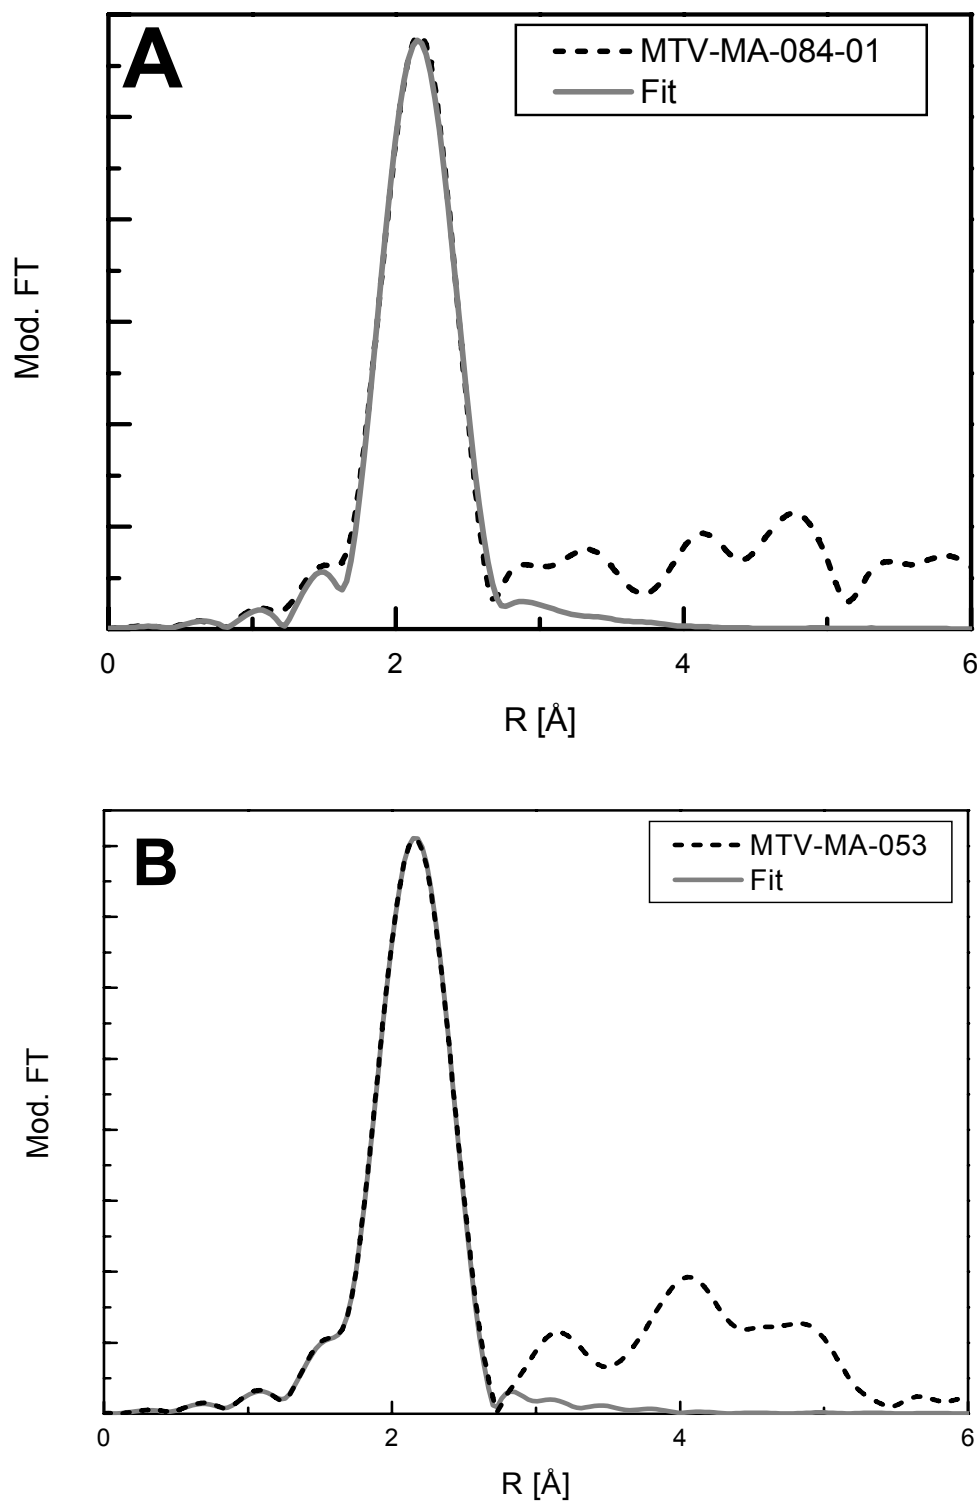 A
MTV-MA-084-01
Fit
Mod. FT
0 2 4 6
R [Å]
B
MTV-MA-053
Fit
Mod. FT
0 2 4 6
R [Å]